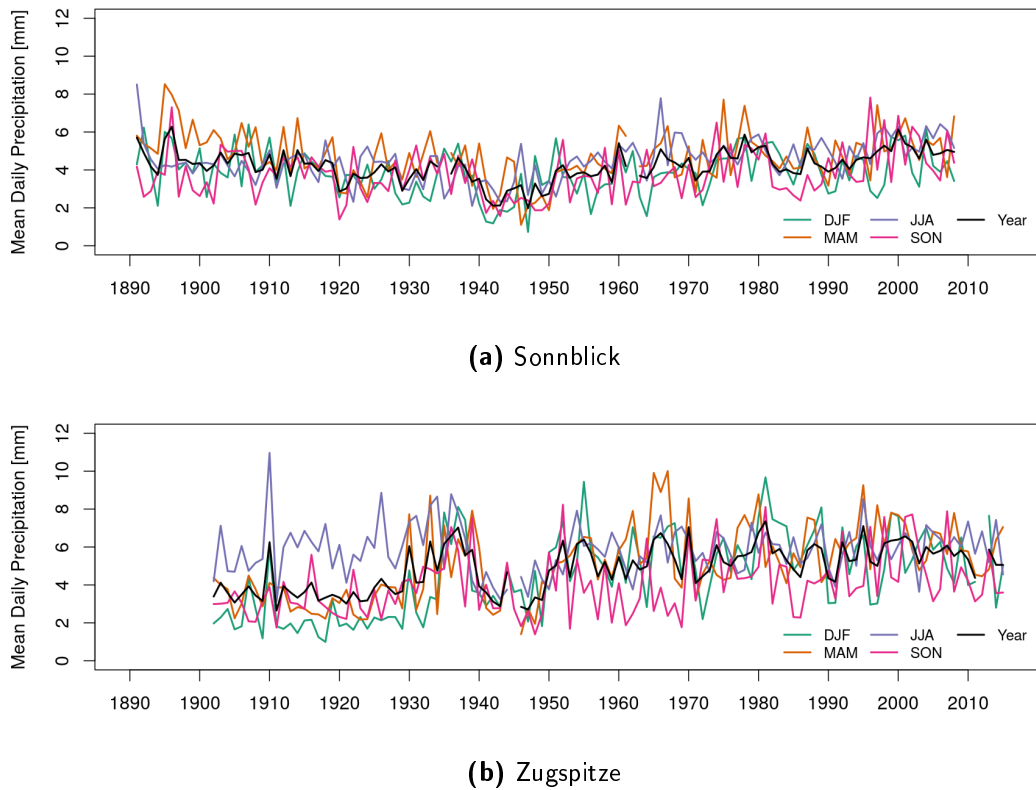 Mean Daily Precipitation [mm]
12
10
8
6
4
2
0
DJF JJA Year
MAM SON
1890 1900 1910 1920 1930 1940 1950 1960 1970 1980 1990 2000 2010
(a) Sonnblick
Mean Daily Precipitation [mm]
12
10
8
6
4
2
0
DJF JJA Year
MAM SON
1890 1900 1910 1920 1930 1940 1950 1960 1970 1980 1990 2000 2010
(b) Zugspitze